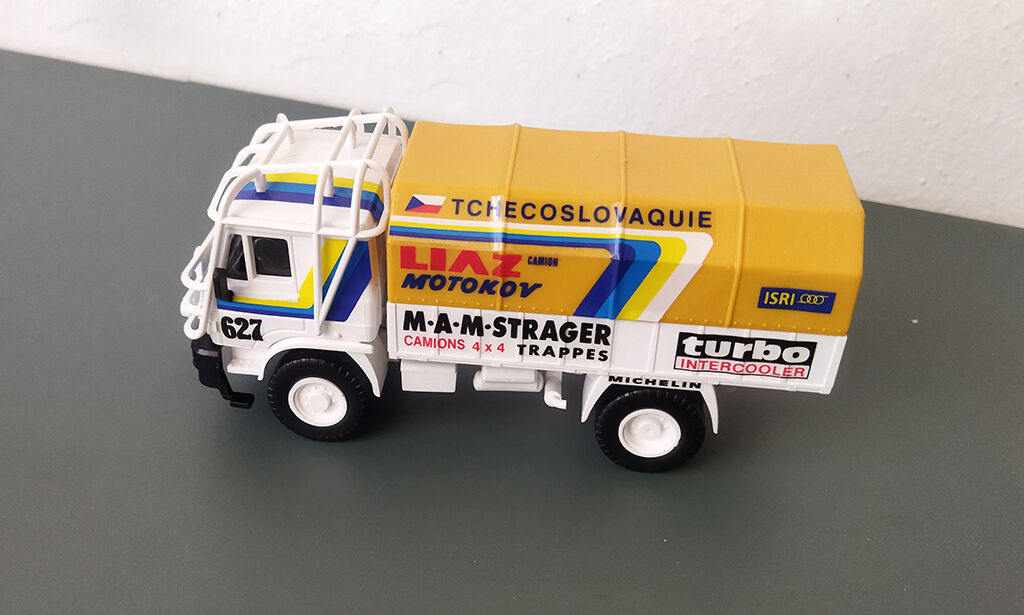 TCHECOSLOVAQUIE
LIAZ CAMION
MOTOKOV
ISRI
627
M·A·M·STRAGER
CAMIONS 4 x 4 TRAPPES
turbo
INTERCOOLER
MICHELIN